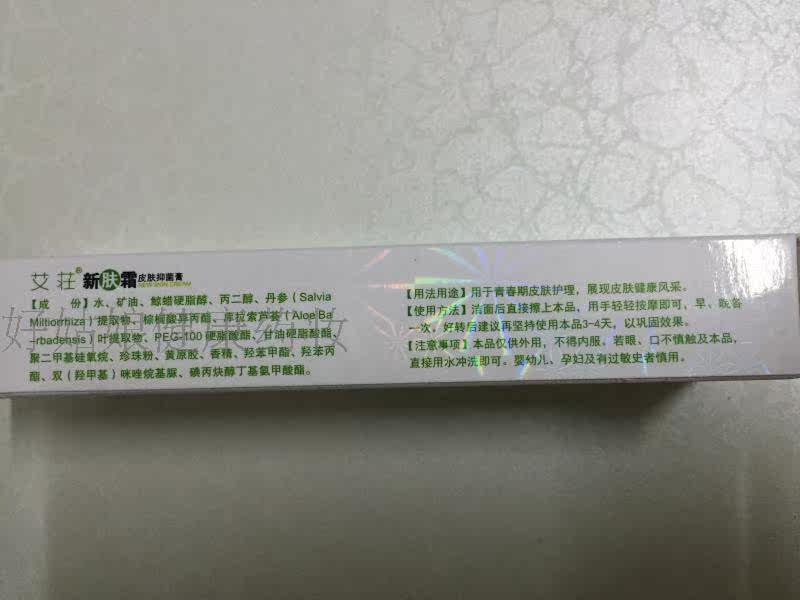 艾荘® 新肤霜 皮肤抑菌膏
NEW SKIN CREAM
【成 份】水、矿油、鲸蜡硬脂醇、丙二醇、丹参(Salvia
Miltiorrhiza)提取物、棕榈酸异丙酯、库拉索芦荟(Aloe Ba
-rbadensis)叶提取物、PEG-100硬脂酸酯、甘油硬脂酸酯、
聚二甲基硅氧烷、珍珠粉、黄原胶、香精、羟苯甲酯、羟苯丙
酯、双(羟甲基)咪唑烷基脲、碘丙炔醇丁基氨甲酸酯。
【用法用途】用于青春期皮肤护理,展现皮肤健康风采。
【使用方法】洁面后直接擦上本品,用手轻轻按摩即可,早、晚各
一次,好转后建议再坚持使用本品3-4天,以巩固效果。
【注意事项】本品仅供外用,不得内服,若眼、口不慎触及本品,
直接用水冲洗即可。婴幼儿、孕妇及有过敏史者慎用。
好姑娘健康药妆